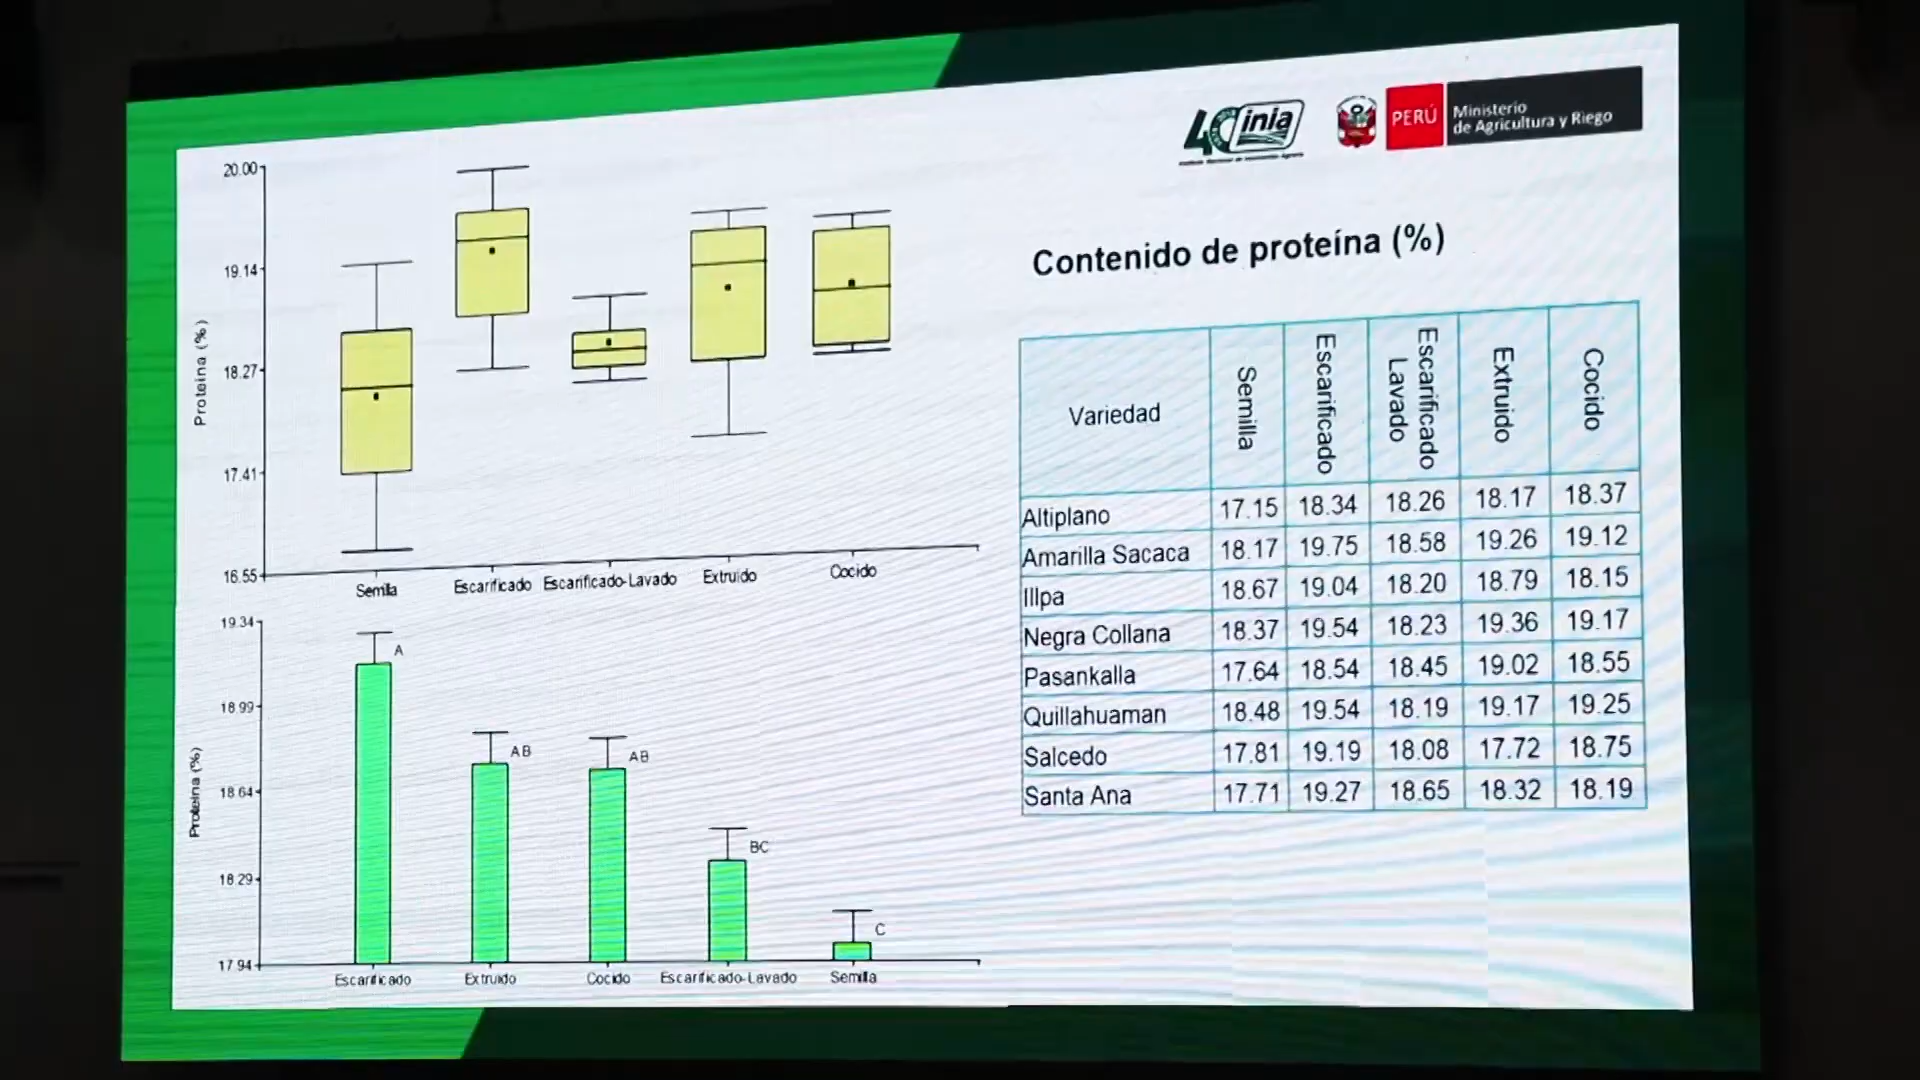 inia
PERÚ
Ministerio
de Agricultura y Riego
20.00
19.14
18.27
17.41
16.55
Proteína (%)
Semilla
Escarificado
Escarificado-Lavado
Extruido
Cocido
19.34
18.99
18.64
18.29
17.94
Proteína (%)
A
AB
AB
BC
C
Escarificado
Extruido
Cocido
Escarificado-Lavado
Semilla
Contenido de proteína (%)
Variedad Semilla Escarificado Escarificado Lavado Extruido Cocido
Altiplano 17.15 18.34 18.26 18.17 18.37
Amarilla Sacaca 18.17 19.75 18.58 19.26 19.12
Illpa 18.67 19.04 18.20 18.79 18.15
Negra Collana 18.37 19.54 18.23 19.36 19.17
Pasankalla 17.64 18.54 18.45 19.02 18.55
Quillahuaman 18.48 19.54 18.19 19.17 19.25
Salcedo 17.81 19.19 18.08 17.72 18.75
Santa Ana 17.71 19.27 18.65 18.32 18.19